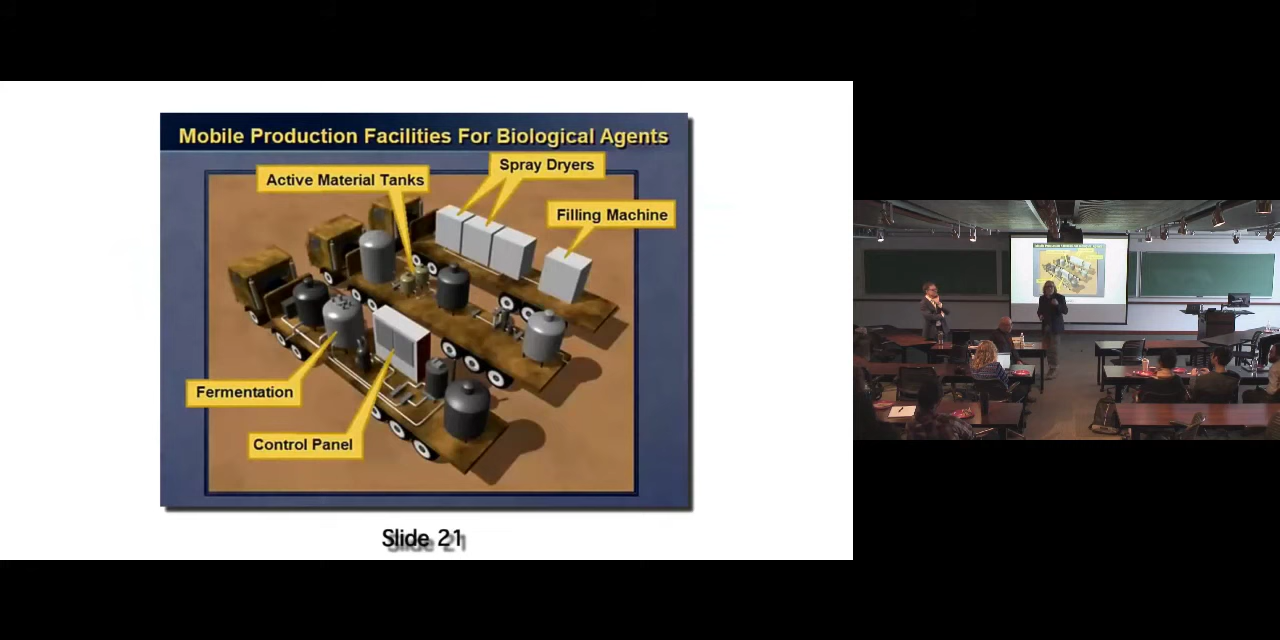 Mobile Production Facilities For Biological Agents
Spray Dryers
Active Material Tanks
Filling Machine
Fermentation
Control Panel
Slide 21